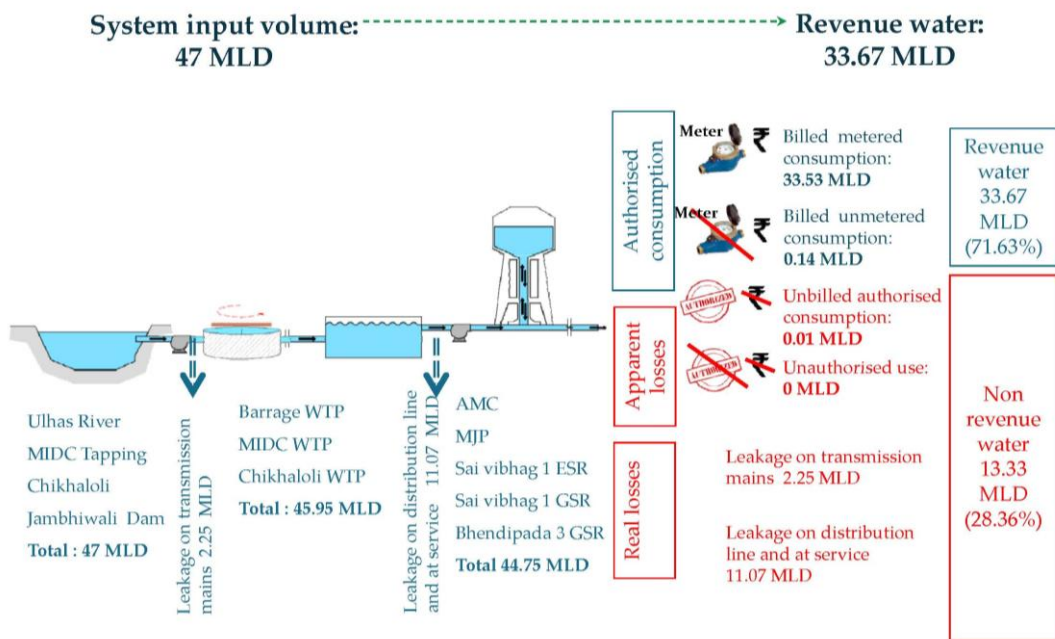 System input volume:
47 MLD
Revenue water:
33.67 MLD
Authorised
consumption
Meter
₹
Billed metered
consumption:
33.53 MLD
Meter
₹
Billed unmetered
consumption:
0.14 MLD
Revenue
water
33.67
MLD
(71.63%)
Apparent
losses
AUTHORIZED
₹
Unbilled authorised
consumption:
0.01 MLD
AUTHORIZED
₹
Unauthorised use:
0 MLD
Real losses
Leakage on transmission
mains 2.25 MLD
Leakage on distribution
line and at service
11.07 MLD
Non
revenue
water
13.33
MLD
(28.36%)
Ulhas River
MIDC Tapping
Chikhaloli
Jambhiwali Dam
Total : 47 MLD
Leakage on transmission
mains 2.25 MLD
Barrage WTP
MIDC WTP
Chikhaloli WTP
Total : 45.95 MLD
Leakage on distribution line
and at service 11.07 MLD
AMC
MJP
Sai vibhag 1 ESR
Sai vibhag 1 GSR
Bhendipada 3 GSR
Total 44.75 MLD